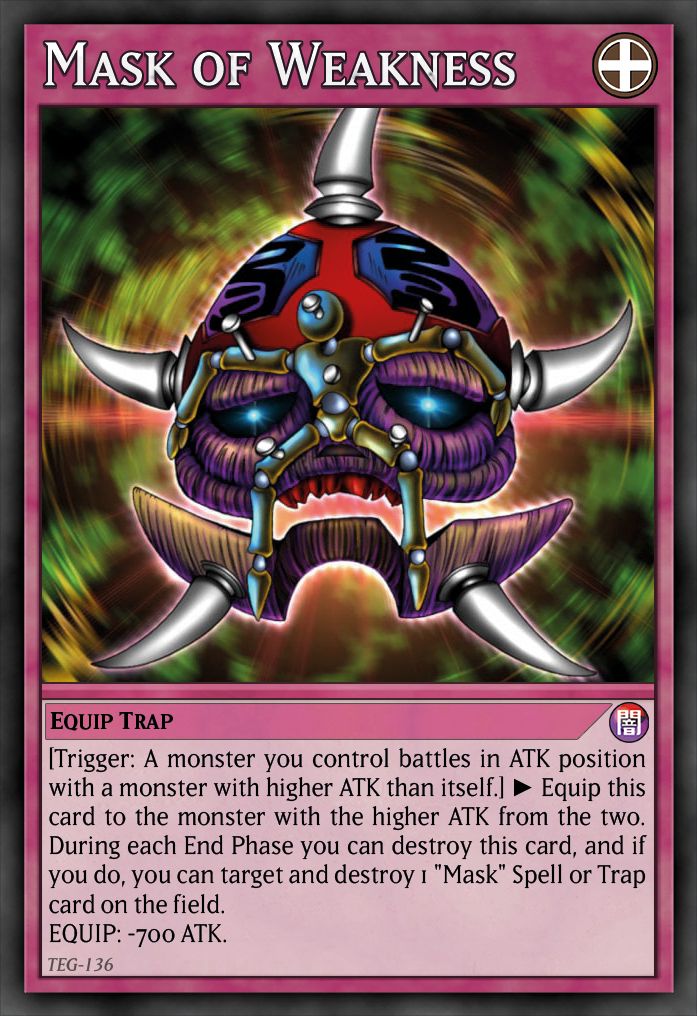 Mask of Weakness
Equip Trap
闇
[Trigger: A monster you control battles in ATK position
with a monster with higher ATK than itself.] ► Equip this
card to the monster with the higher ATK from the two.
During each End Phase you can destroy this card, and if
you do, you can target and destroy 1 "Mask" Spell or Trap
card on the field.
EQUIP: -700 ATK.
TEG-136